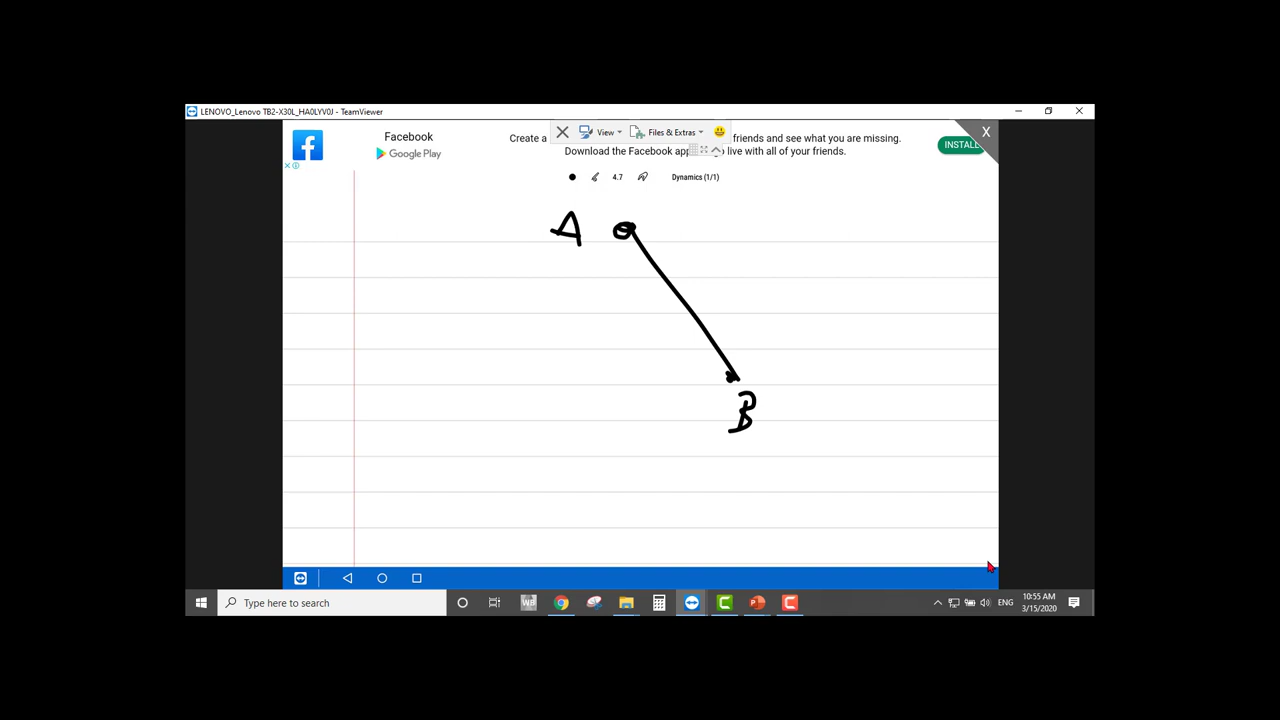 LENOVO_Lenovo TB2-X30L_HA0LYV0J - TeamViewer
Facebook
Google Play
Create a
View
Files & Extras
friends and see what you are missing.
Download the Facebook app
live with all of your friends.
INSTALL
X
4.7
Dynamics (1/1)
A
B
Type here to search
WB
ENG
10:55 AM
3/15/2020